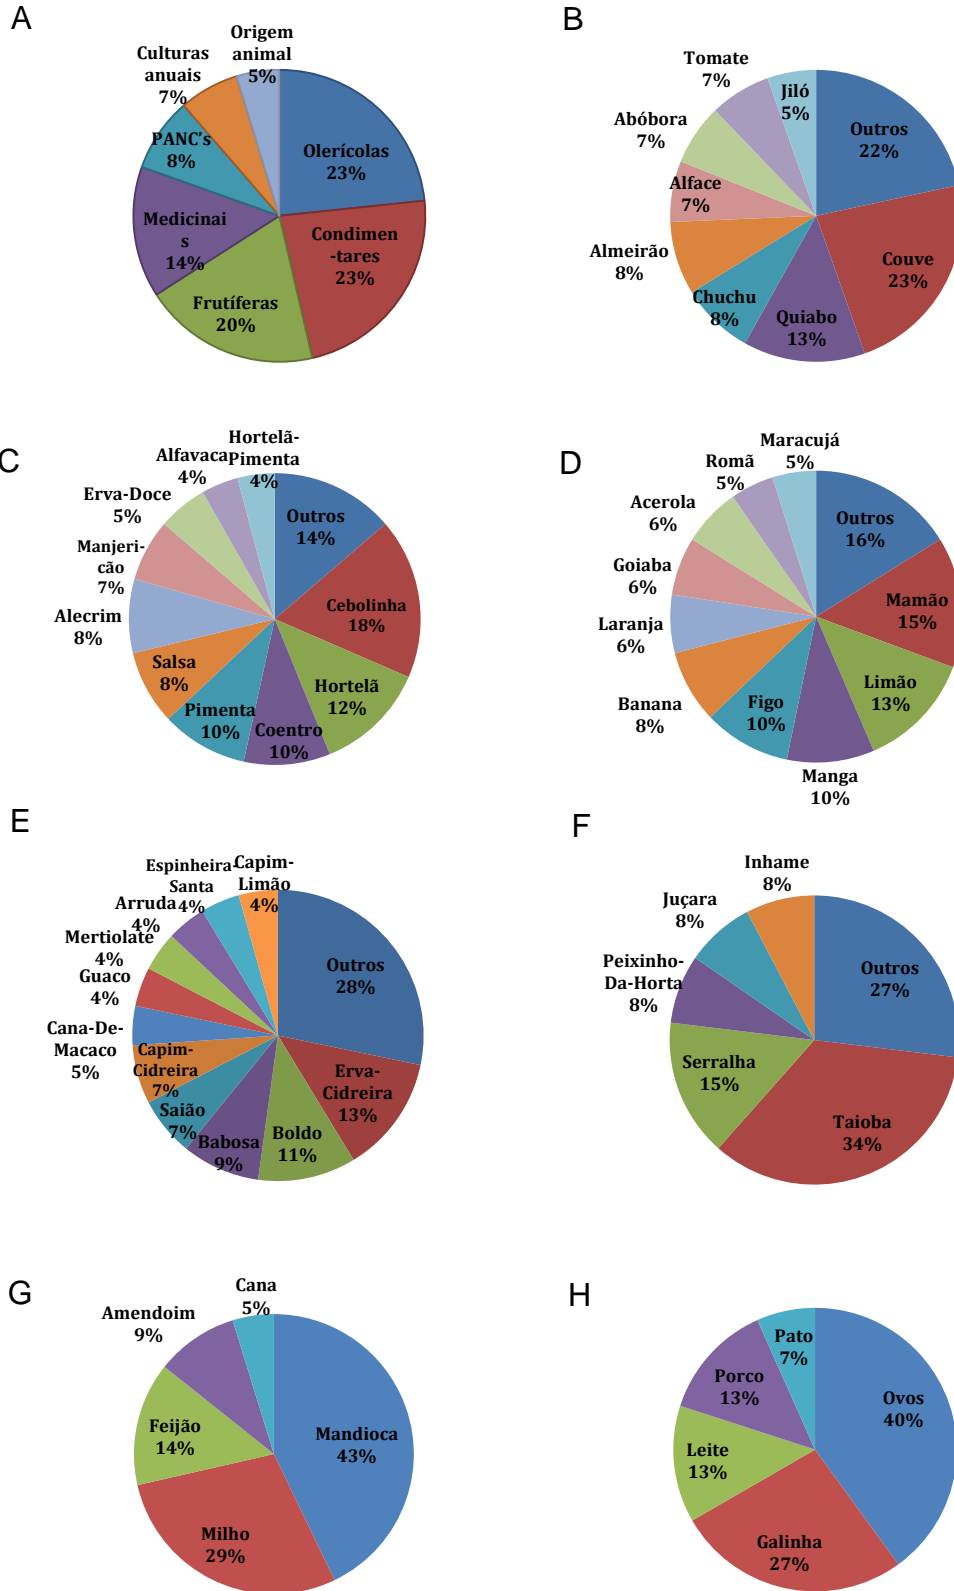 A
Origem
animal
5%
Culturas
anuais
7%
PANC's
8%
Medicinai
s
14%
Frutíferas
20%
Condimen
-tares
23%
Olerícolas
23%
B
Tomate
7%
Jiló
5%
Outros
22%
Abóbora
7%
Alface
7%
Almeirão
8%
Chuchu
8%
Quiabo
13%
Couve
23%
C
Hortelã-
Pimenta
4%
Alfavaca
4%
Erva-Doce
5%
Manjeri-
cão
7%
Alecrim
8%
Salsa
8%
Pimenta
10%
Coentro
10%
Hortelã
12%
Cebolinha
18%
Outros
14%
D
Maracujá
5%
Romã
5%
Acerola
6%
Goiaba
6%
Laranja
6%
Banana
8%
Figo
10%
Manga
10%
Limão
13%
Mamão
15%
Outros
16%
E
Capim-
Limão
4%
Espinheira-
Santa
4%
Arruda
4%
Mertiolate
4%
Guaco
4%
Cana-De-
Macaco
5%
Capim-
Cidreira
7%
Saião
7%
Babosa
9%
Boldo
11%
Erva-
Cidreira
13%
Outros
28%
F
Inhame
8%
Juçara
8%
Peixinho-
Da-Horta
8%
Serralha
15%
Taioba
34%
Outros
27%
G
Cana
5%
Amendoim
9%
Feijão
14%
Milho
29%
Mandioca
43%
H
Pato
7%
Porco
13%
Leite
13%
Galinha
27%
Ovos
40%